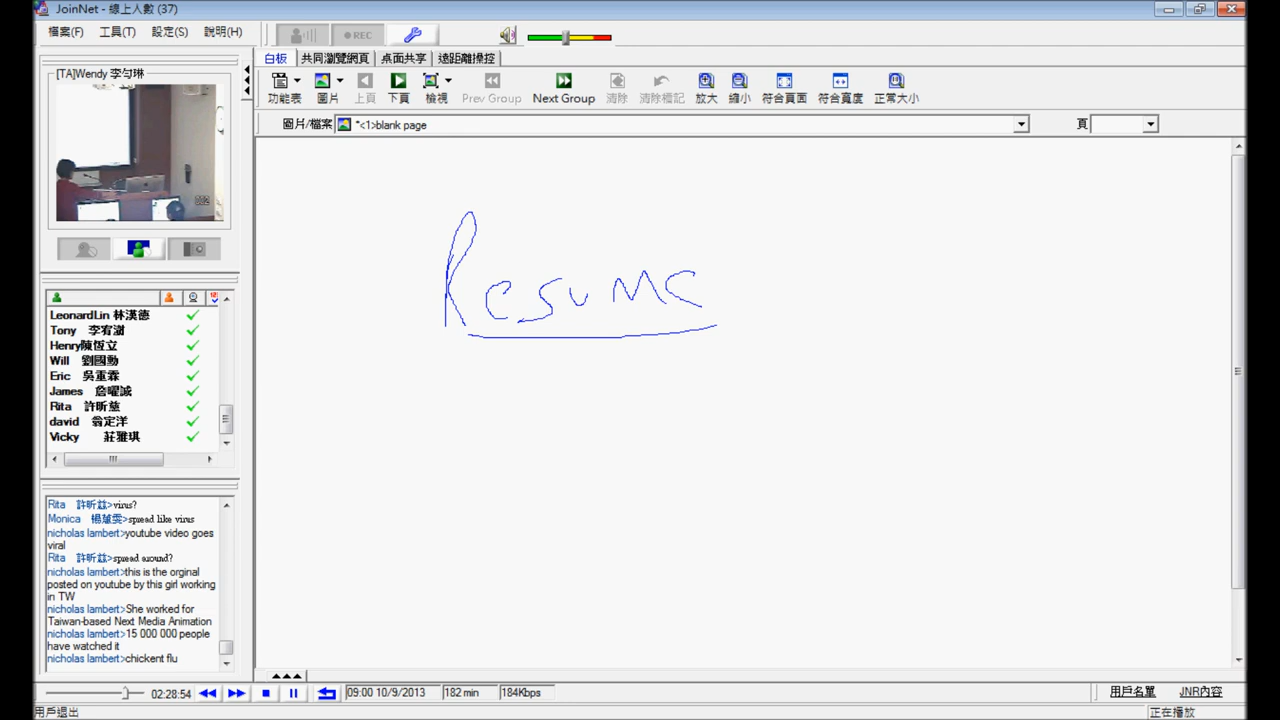 JoinNet - 線上人數 (37)
檔案(F) 工具(T) 設定(S) 說明(H)
REC
[TA]Wendy 李勻琳
白板 共同瀏覽網頁 桌面共享 遠距離操控
功能表 圖片 上頁 下頁 檢視 Prev Group Next Group 清除 清除標記 放大 縮小 符合頁面 符合寬度 正常大小
圖片/檔案 *<1>blank page 頁
Resume
LeonardLin 林漢德
Tony 李宥澍
Henry陳恆立
Will 劉國勳
Eric 吳重霖
James 詹曜誠
Rita 許昕慈
david 翁定洋
Vicky 莊雅琪
Rita 許昕慈>virus?
Monica 楊蕙雯>spread like virus
nicholas lambert>youtube video goes
viral
Rita 許昕慈>spread around?
nicholas lambert>this is the orginal
posted on youtube by this girl working
in TW
nicholas lambert>She worked for
Taiwan-based Next Media Animation
nicholas lambert>15 000 000 people
have watched it
nicholas lambert>chickent flu
02:28:54 09:00 10/9/2013 182 min 184Kbps 用戶名單 JNR內容
用戶退出 正在播放